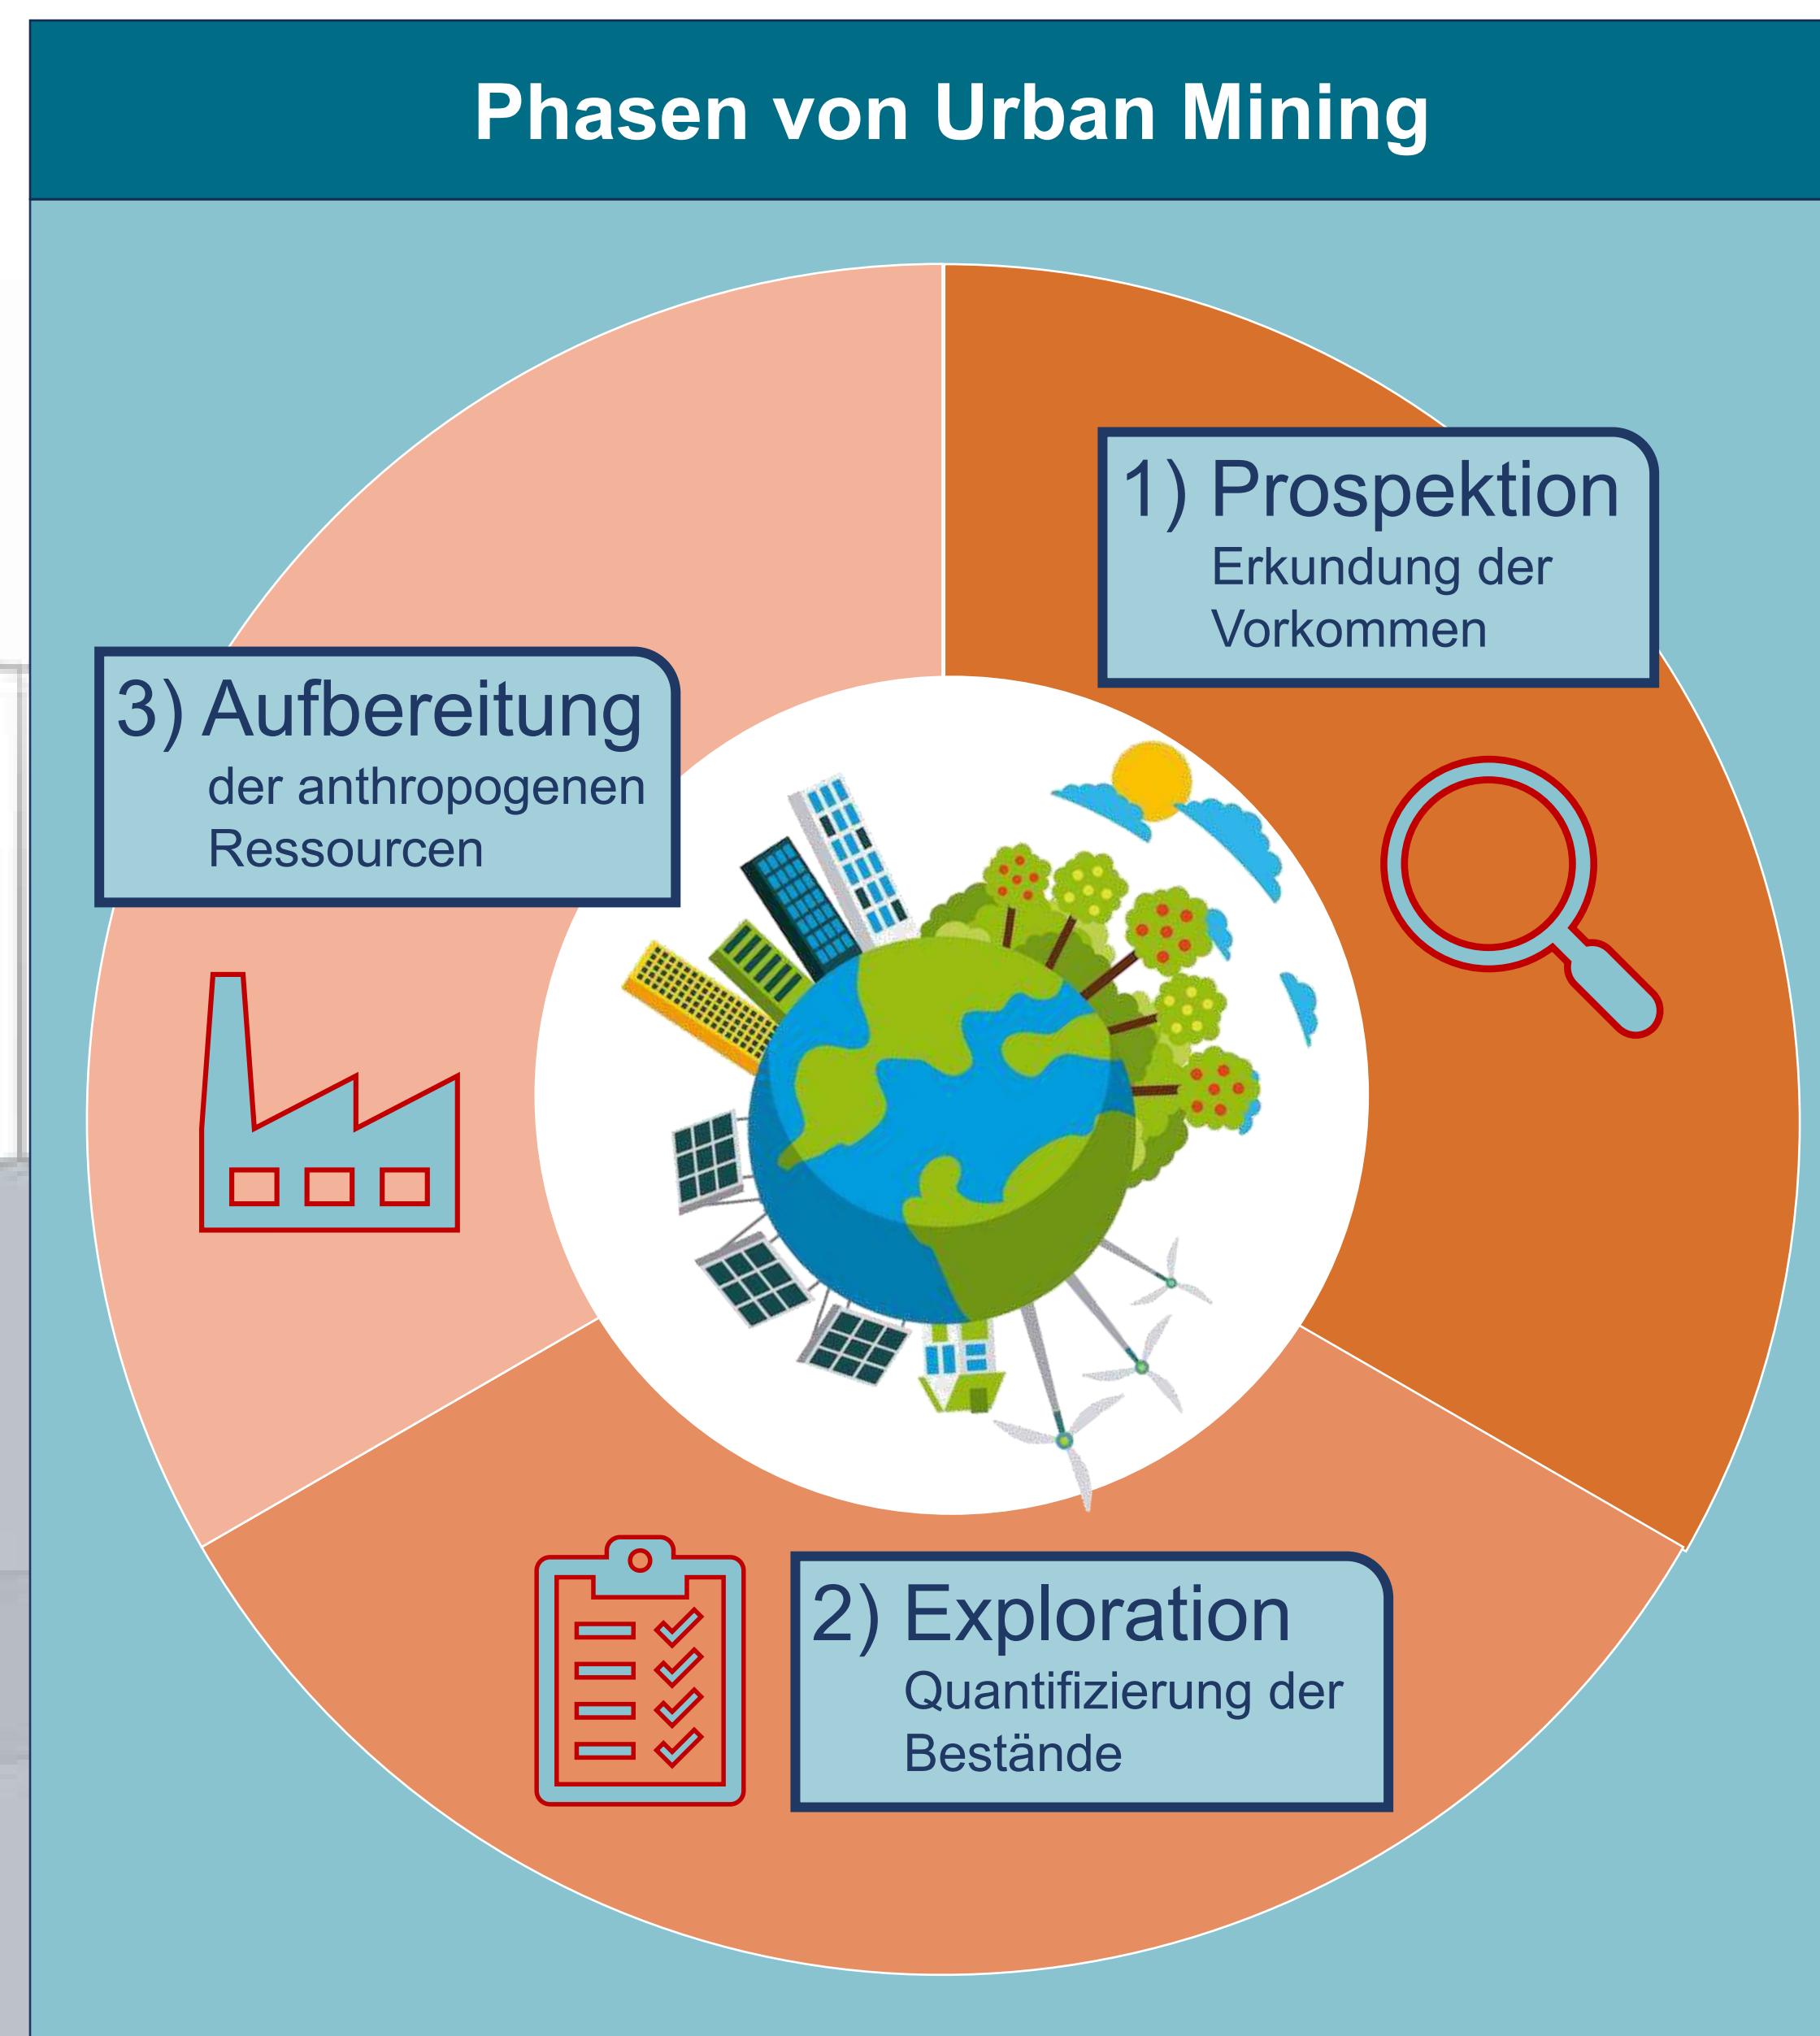 Phasen von Urban Mining
1) Prospektion
Erkundung der
Vorkommen
2) Exploration
Quantifizierung der
Bestände
3) Aufbereitung
der anthropogenen
Ressourcen